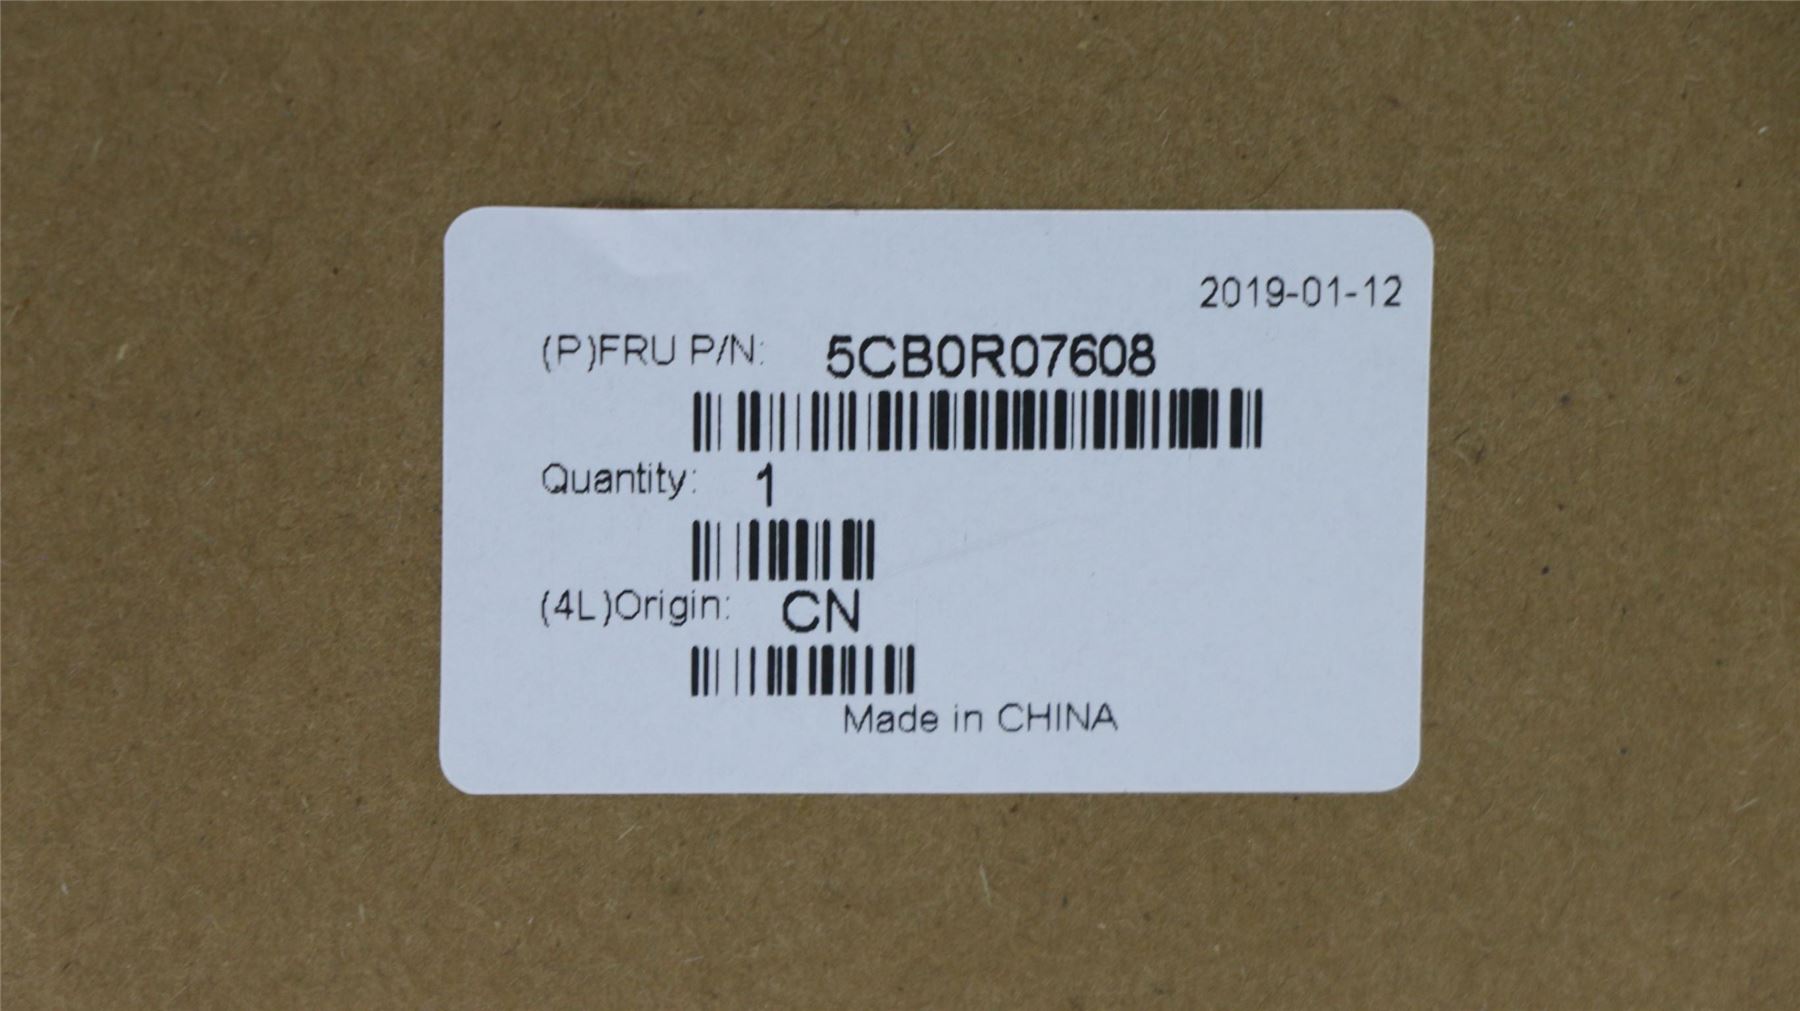 2019-01-12
(P)FRU P/N: 5CB0R07608
Quantity: 1
(4L)Origin: CN
Made in CHINA